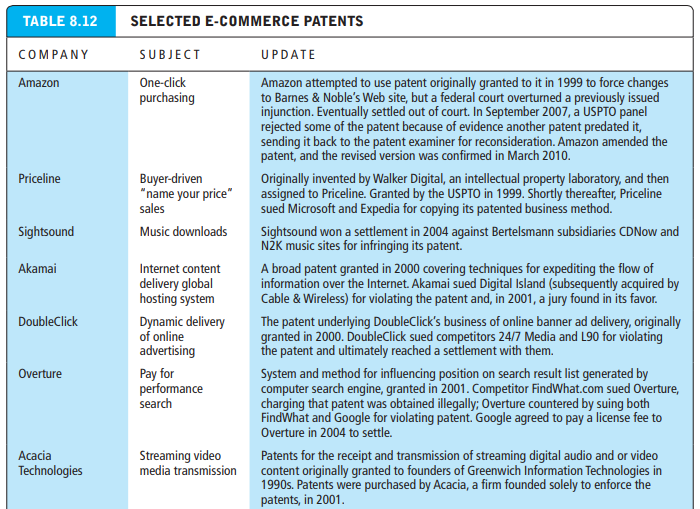 TABLE 8.12 SELECTED E-COMMERCE PATENTS
COMPANY SUBJECT UPDATE
Amazon One-click Amazon attempted to use patent originally granted to it in 1999 to force changes
purchasing to Barnes & Noble's Web site, but a federal court overturned a previously issued
injunction. Eventually settled out of court. In September 2007, a USPTO panel
rejected some of the patent because of evidence another patent predated it,
sending it back to the patent examiner for reconsideration. Amazon amended the
patent, and the revised version was confirmed in March 2010.
Priceline Buyer-driven Originally invented by Walker Digital, an intellectual property laboratory, and then
"name your price" assigned to Priceline. Granted by the USPTO in 1999. Shortly thereafter, Priceline
sales sued Microsoft and Expedia for copying its patented business method.
Sightsound Music downloads Sightsound won a settlement in 2004 against Bertelsmann subsidiaries CDNow and
N2K music sites for infringing its patent.
Akamai Internet content A broad patent granted in 2000 covering techniques for expediting the flow of
delivery global information over the Internet. Akamai sued Digital Island (subsequently acquired by
hosting system Cable & Wireless) for violating the patent and, in 2001, a jury found in its favor.
DoubleClick Dynamic delivery The patent underlying DoubleClick's business of online banner ad delivery, originally
of online granted in 2000. DoubleClick sued competitors 24/7 Media and L90 for violating
advertising the patent and ultimately reached a settlement with them.
Overture Pay for System and method for influencing position on search result list generated by
performance computer search engine, granted in 2001. Competitor FindWhat.com sued Overture,
search charging that patent was obtained illegally; Overture countered by suing both
FindWhat and Google for violating patent. Google agreed to pay a license fee to
Overture in 2004 to settle.
Acacia Streaming video Patents for the receipt and transmission of streaming digital audio and or video
Technologies media transmission content originally granted to founders of Greenwich Information Technologies in
1990s. Patents were purchased by Acacia, a firm founded solely to enforce the
patents, in 2001.